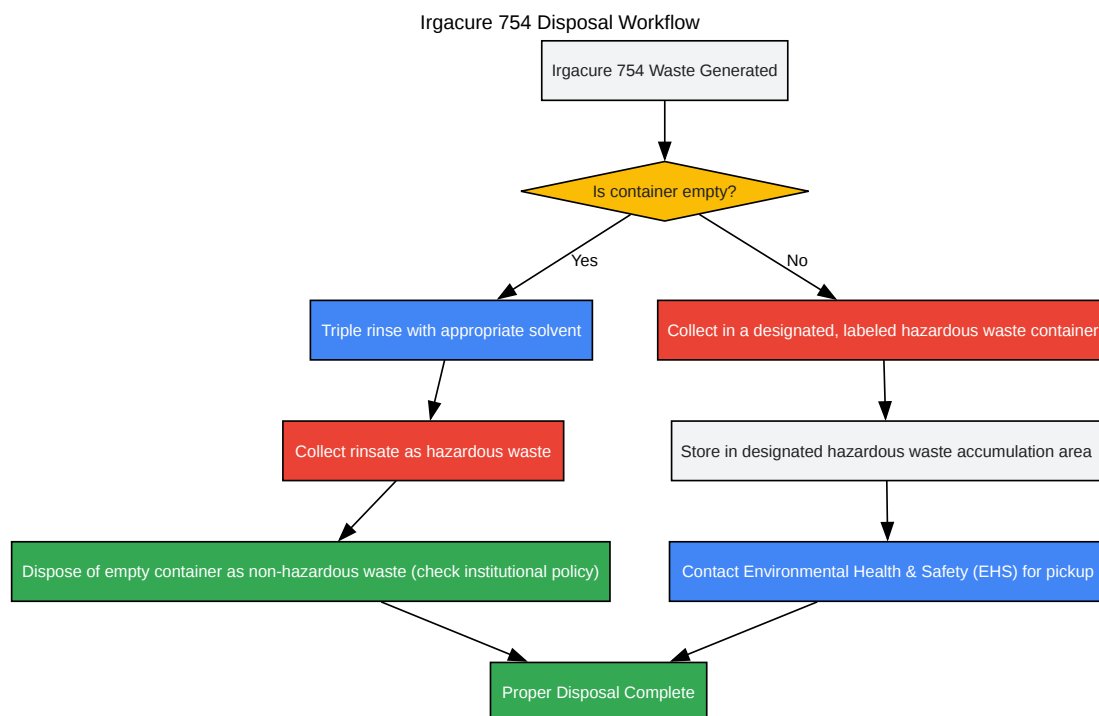 Irgacure 754 Disposal Workflow
Irgacure 754 Waste Generated
Is container empty?
Yes
No
Triple rinse with appropriate solvent
Collect in a designated, labeled hazardous waste container
Collect rinsate as hazardous waste
Store in designated hazardous waste accumulation area
Dispose of empty container as non-hazardous waste (check institutional policy)
Contact Environmental Health & Safety (EHS) for pickup
Proper Disposal Complete